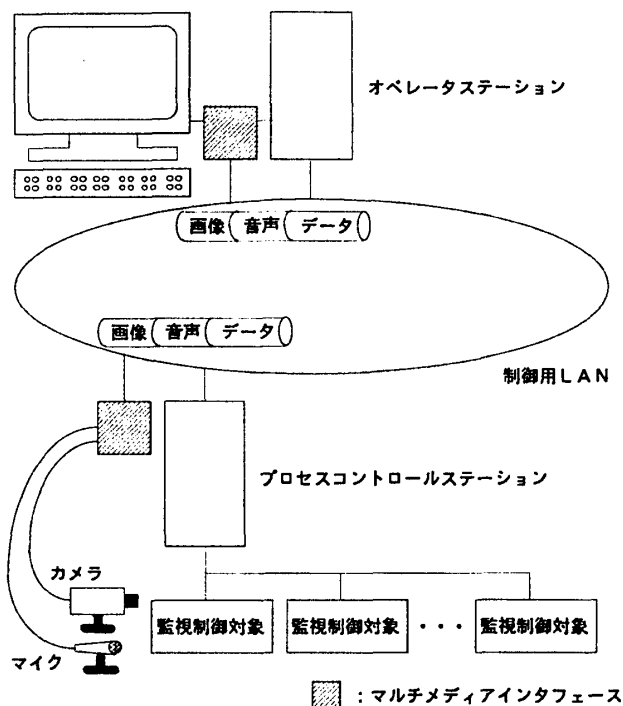 オペレータステーション
画像 音声 データ
画像 音声 データ
制御用LAN
プロセスコントロールステーション
カメラ
監視制御対象 監視制御対象 ・・・ 監視制御対象
マイク
：マルチメディアインタフェース